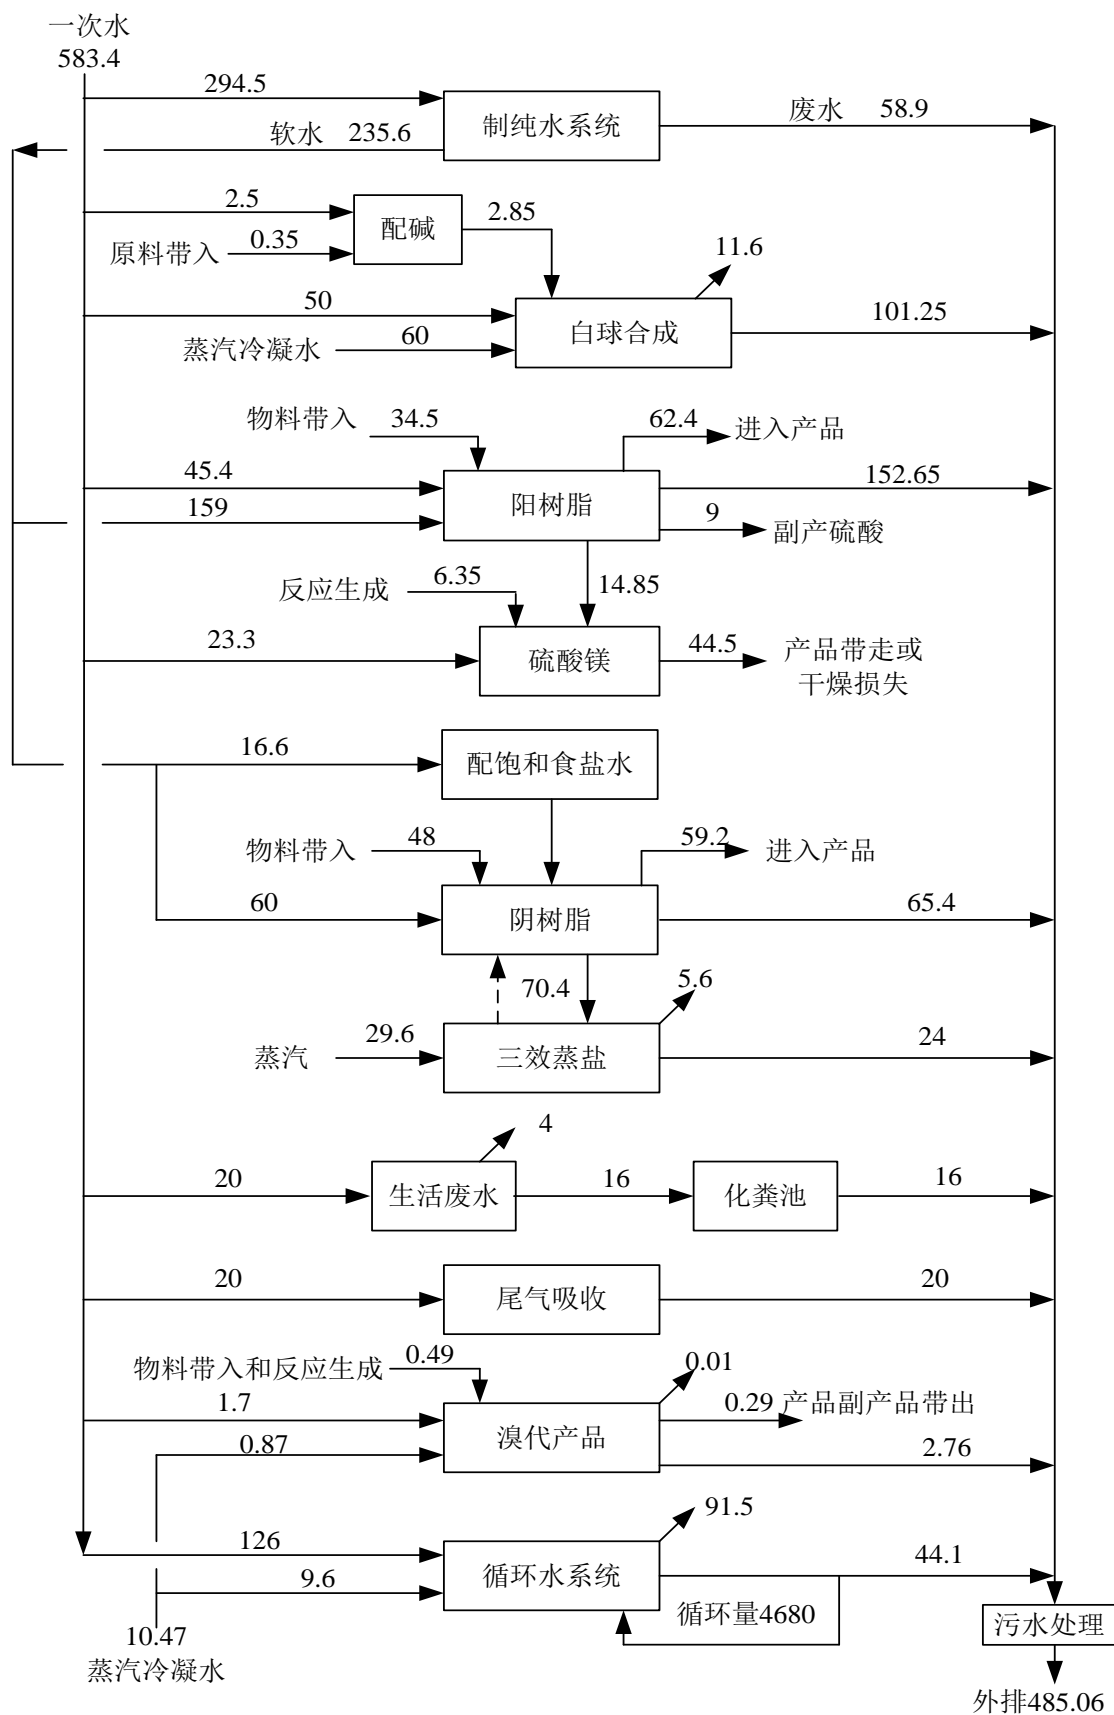 一次水
583.4
294.5
制纯水系统
废水 58.9
软水 235.6
2.5
配碱
2.85
原料带入 0.35
11.6
50
白球合成
101.25
蒸汽冷凝水 60
物料带入 34.5
62.4 进入产品
45.4
阳树脂
152.65
159
9 副产硫酸
反应生成 6.35
14.85
23.3
硫酸镁
44.5 产品带走或
干燥损失
16.6
配饱和食盐水
物料带入 48
59.2 进入产品
60
阴树脂
65.4
70.4
5.6
蒸汽 29.6
三效蒸盐
24
4
20
生活废水
16
化粪池
16
20
尾气吸收
20
物料带入和反应生成 0.49
0.01
1.7
溴代产品
0.29 产品副产品带出
0.87
2.76
91.5
126
循环水系统
44.1
9.6
循环量4680
污水处理
10.47
蒸汽冷凝水
外排485.06